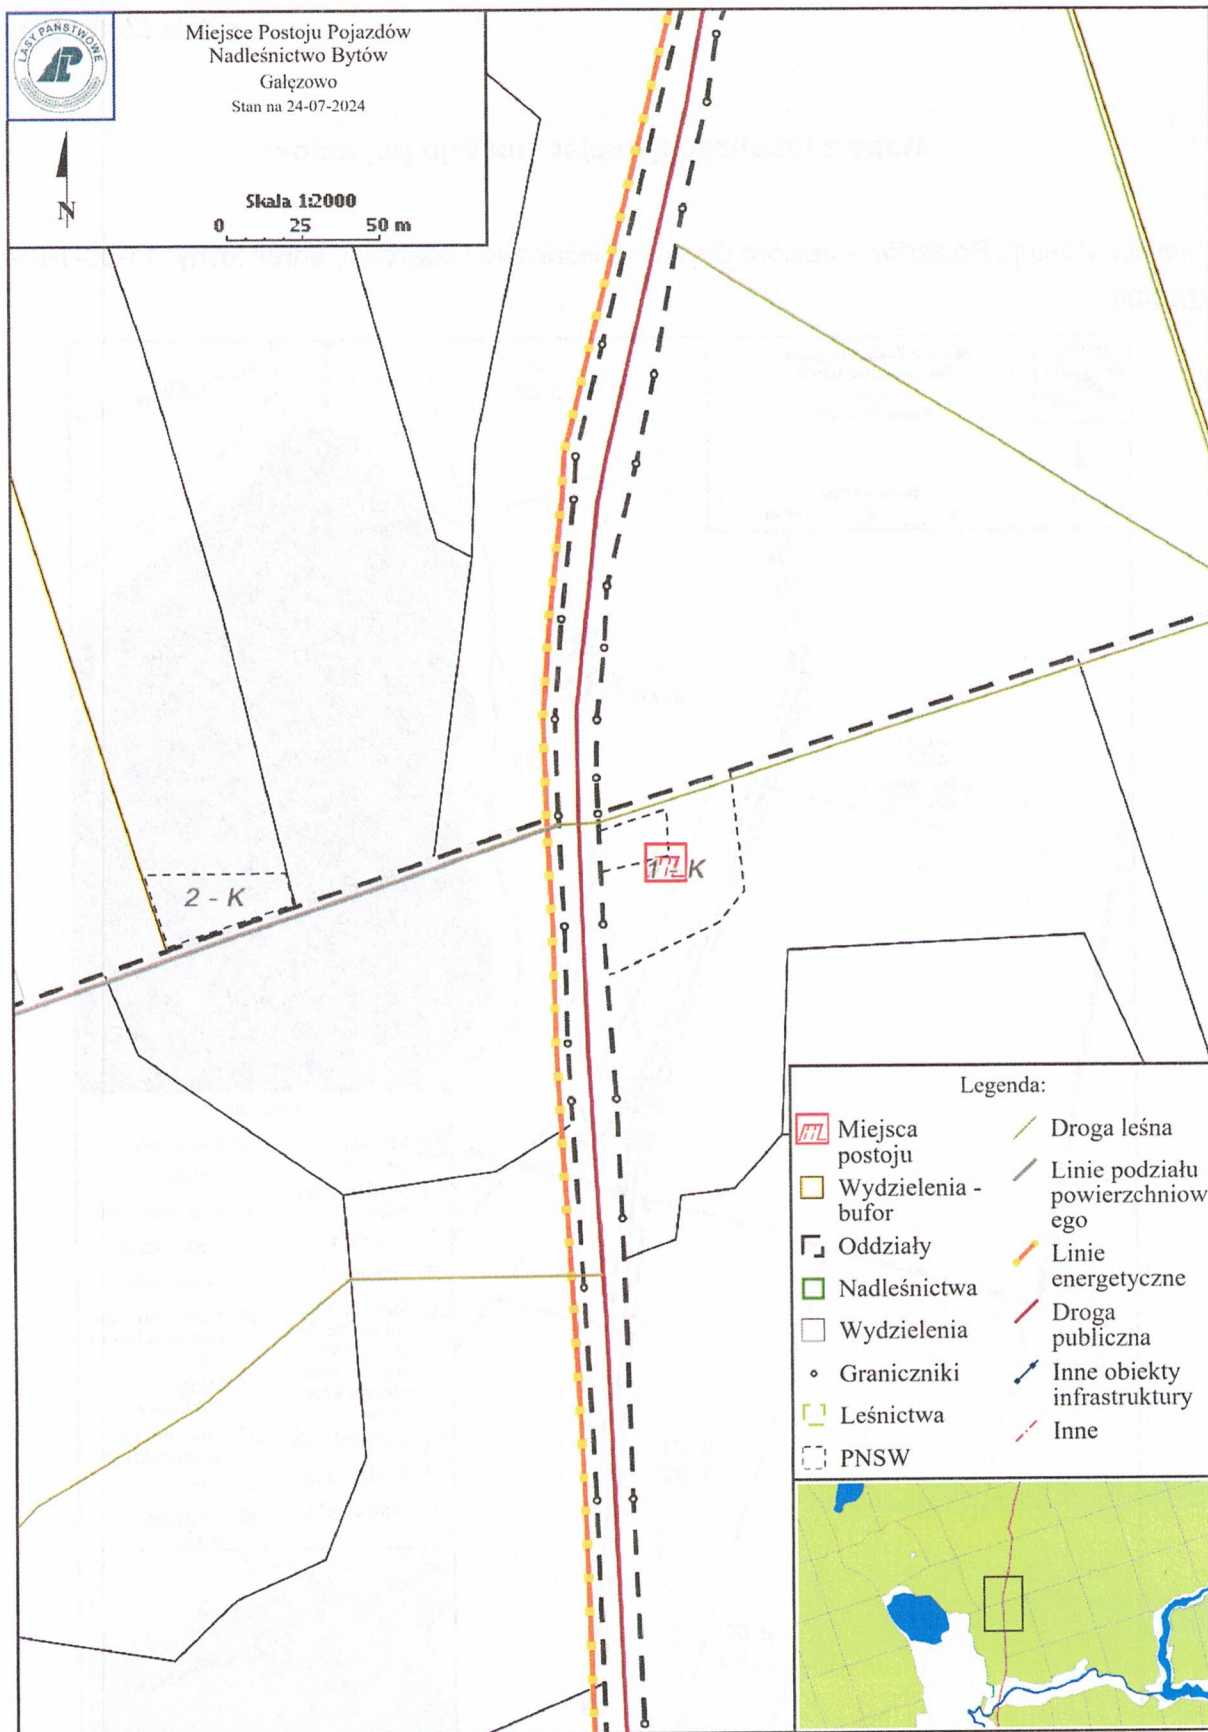 LASY PAŃSTWOWE
Miejsce Postoju Pojazdów
Nadleśnictwo Bytów
Gałęzowo
Stan na 24-07-2024
N
Skala 1:2000
0 25 50 m
1 - K
2 - K
Legenda:
Miejsca
postoju
Wydzielenia -
bufor
Oddziały
Nadleśnictwa
Wydzielenia
Graniczniki
Leśnictwa
PNSW
Droga leśna
Linie podziału
powierzchniow
ego
Linie
energetyczne
Droga
publiczna
Inne obiekty
infrastruktury
Inne